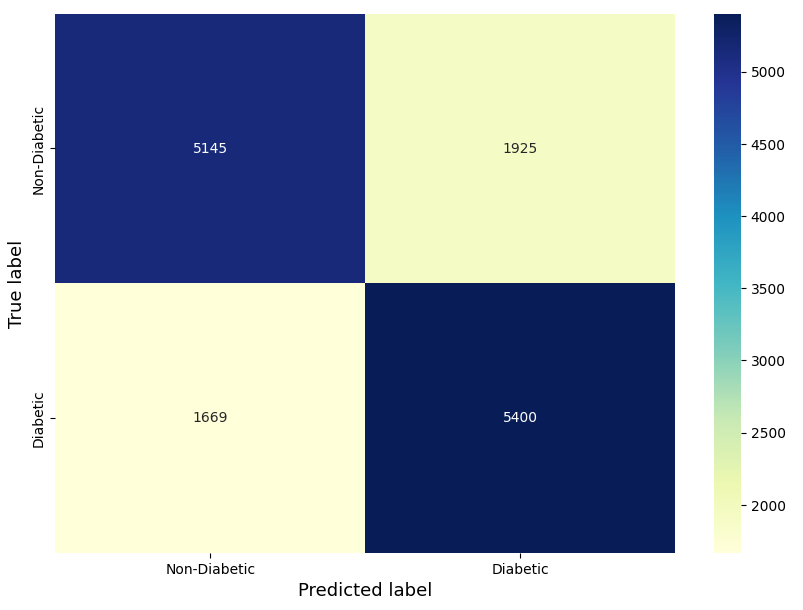 Non-Diabetic
5145
1925
Diabetic
1669
5400
True label
Non-Diabetic
Diabetic
Predicted label
5000
4500
4000
3500
3000
2500
2000